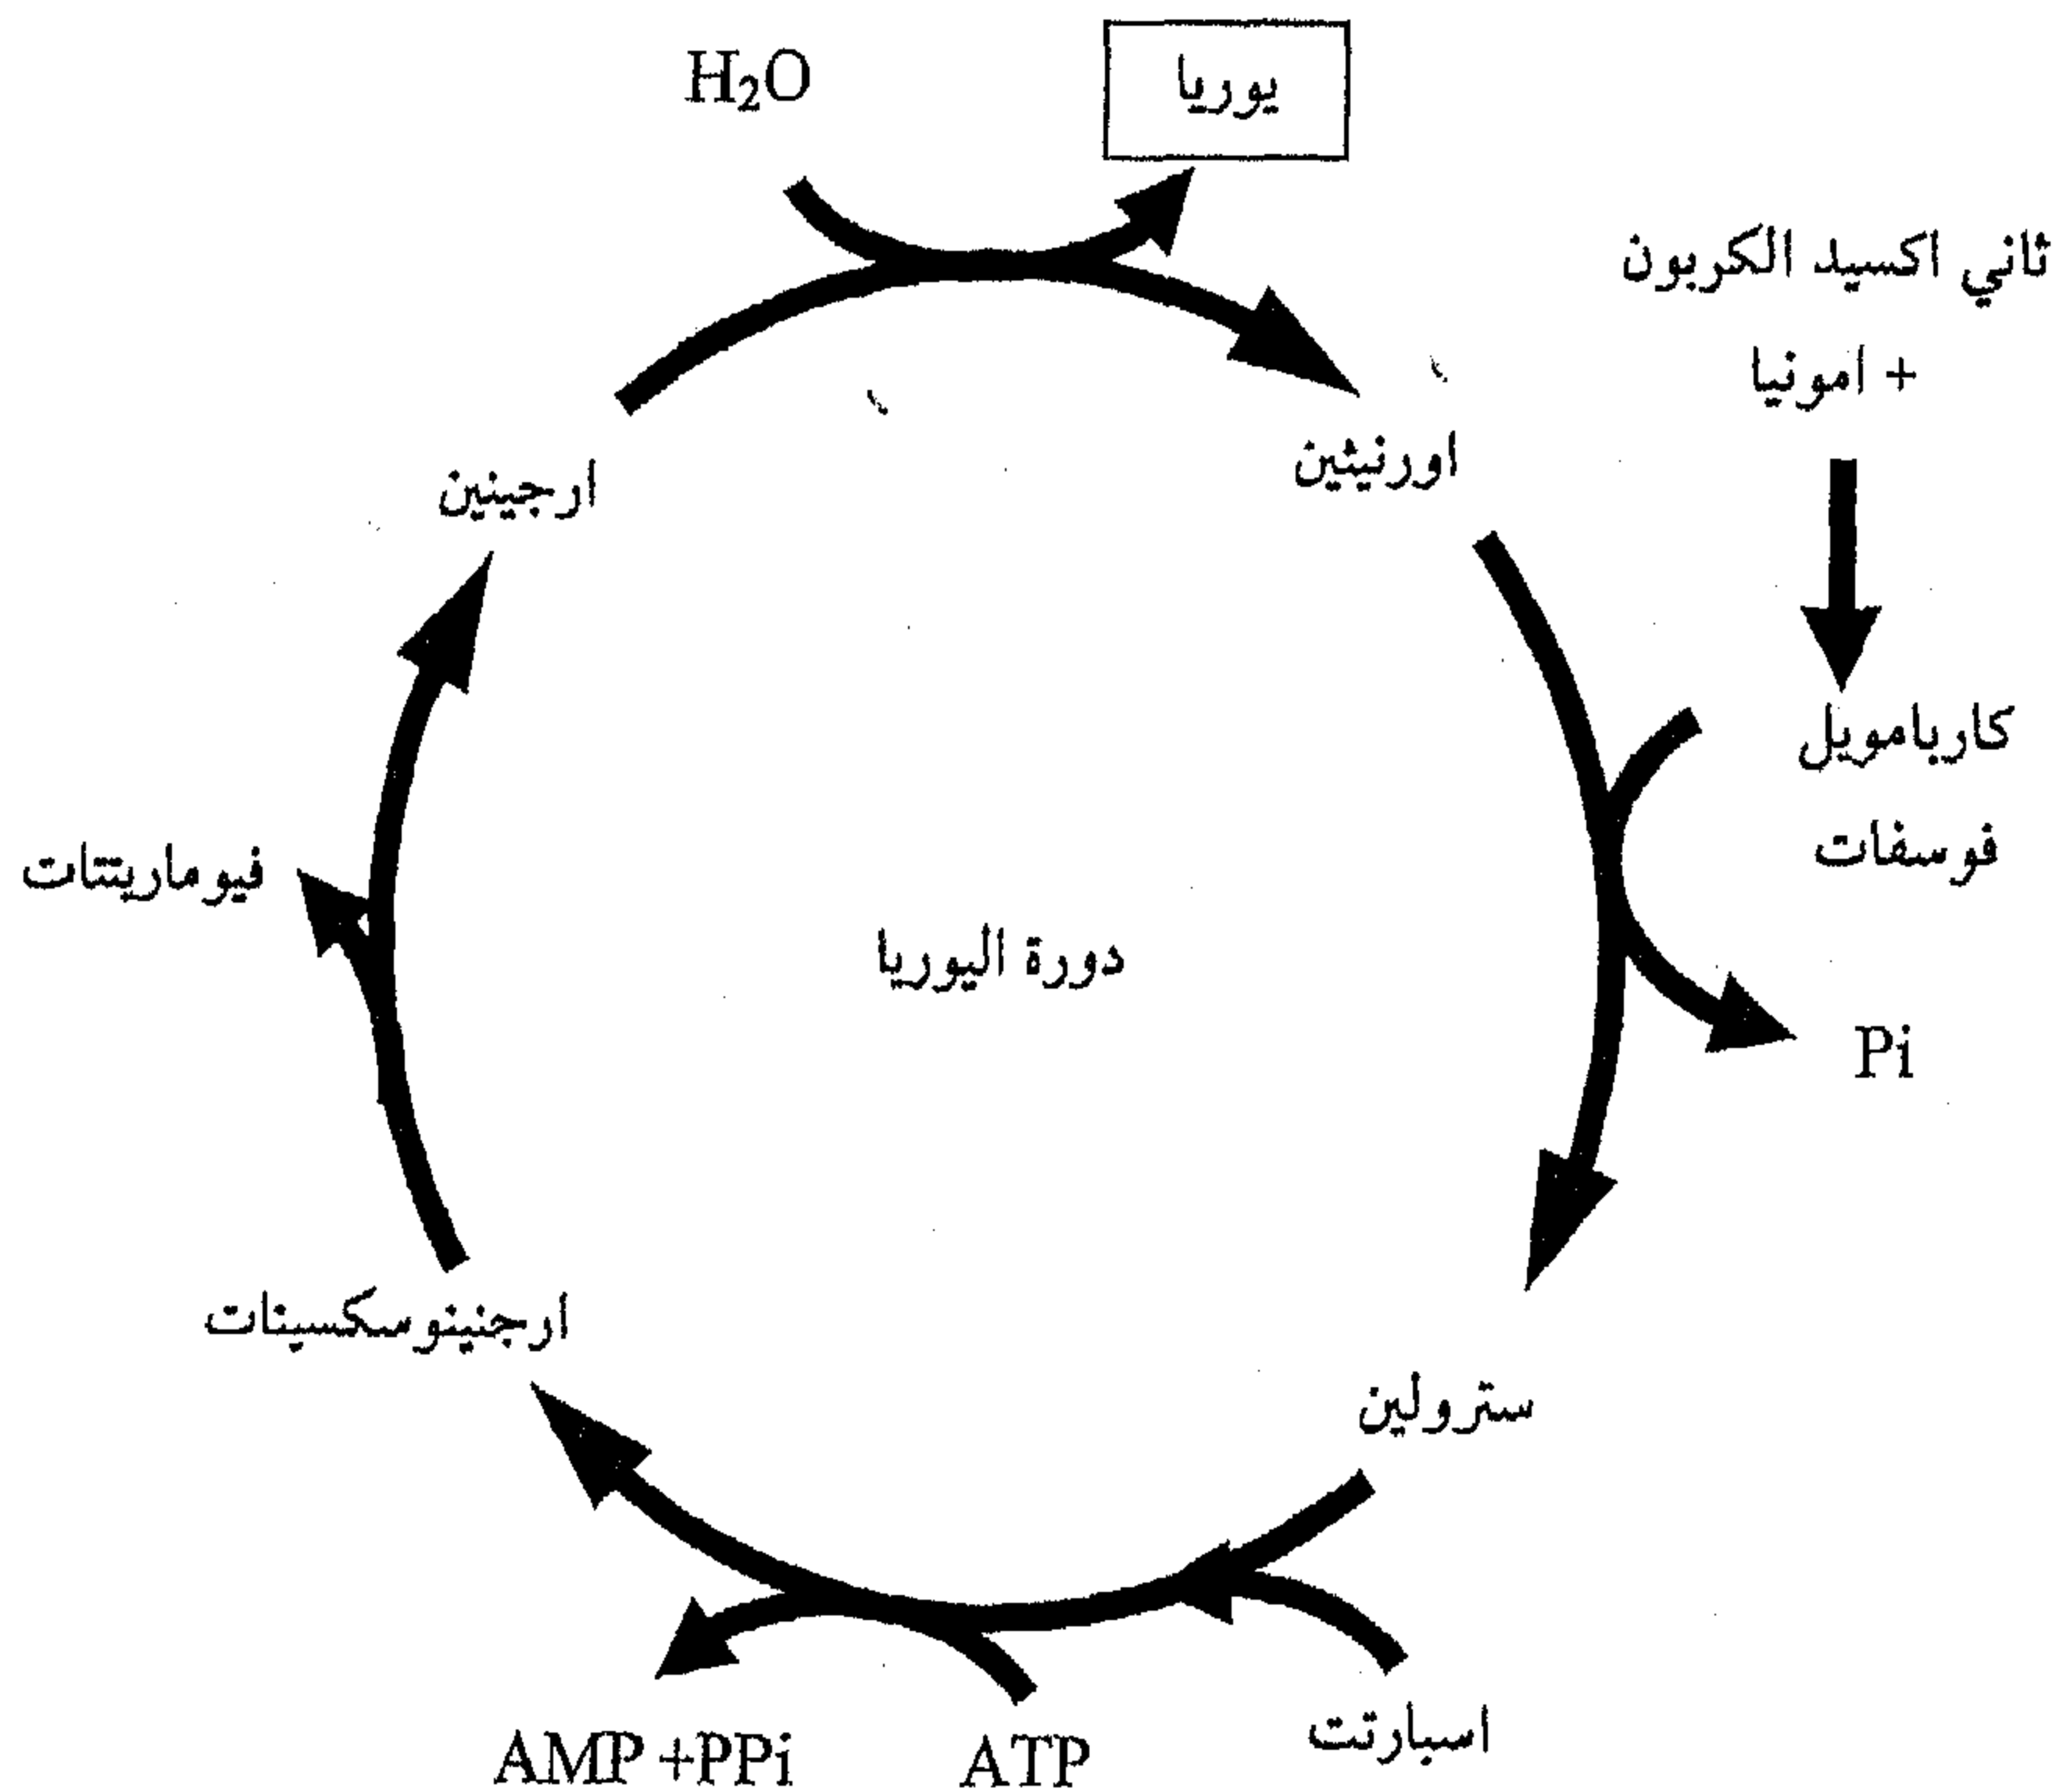 H₂O
يوريا
ثاني اكسيد الكربون
+ امونيا
اورنيثين
ارجينين
كاربامويل
فوسفات
فيوماريتات
دورة اليوريا
Pi
ارجنينوسكسينات
سترولين
اسبارتت
ATP
AMP +PPi